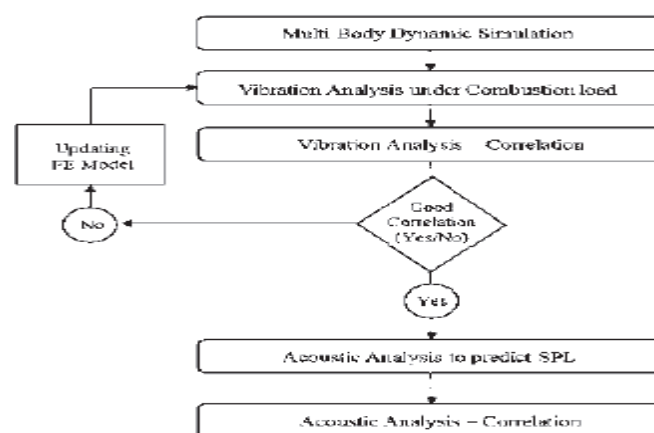 Multi Body Dynamic Simulation
Vibration Analysis under Combustion load
Vibration Analysis – Correlation
Updating
FE Model
Good
Correlation
(Yes/No)
No
Yes
Acoustic Analysis to predict SPL
Acoustic Analysis – Correlation